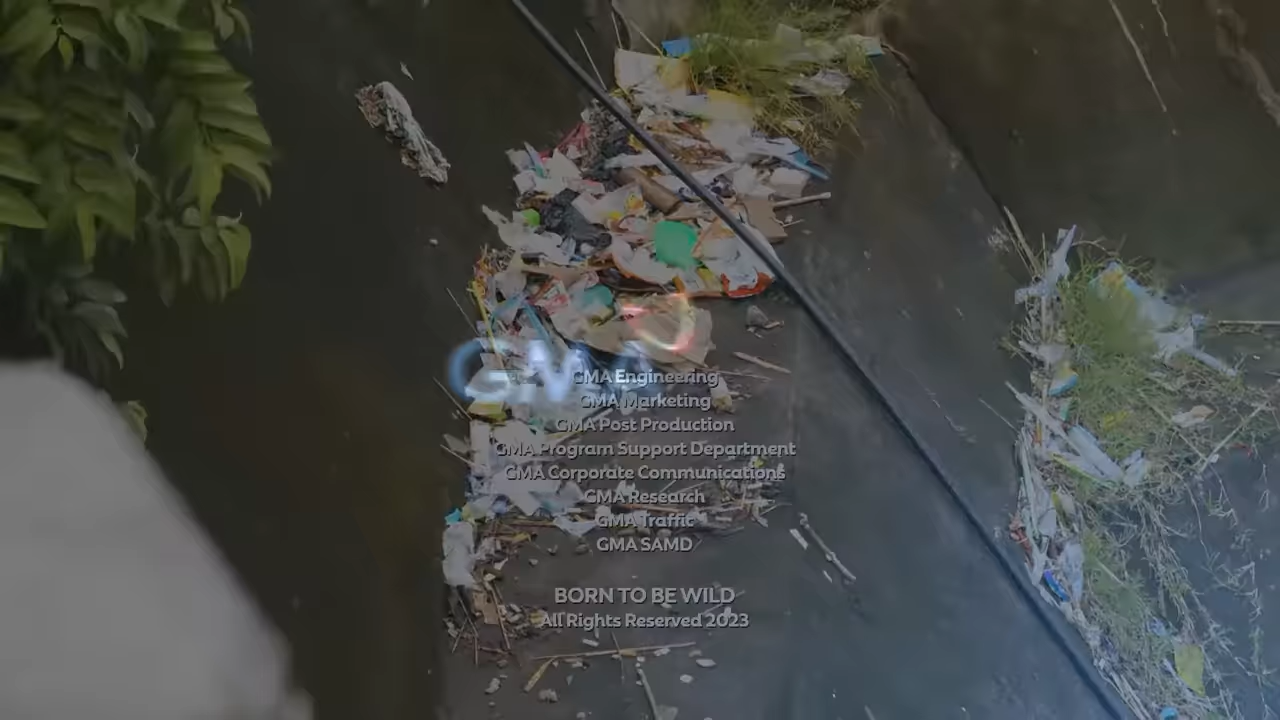 GMA
GMA Engineering
GMA Marketing
GMA Post Production
GMA Program Support Department
GMA Corporate Communications
GMA Research
GMA Traffic
GMA SAMD
BORN TO BE WILD
All Rights Reserved 2023